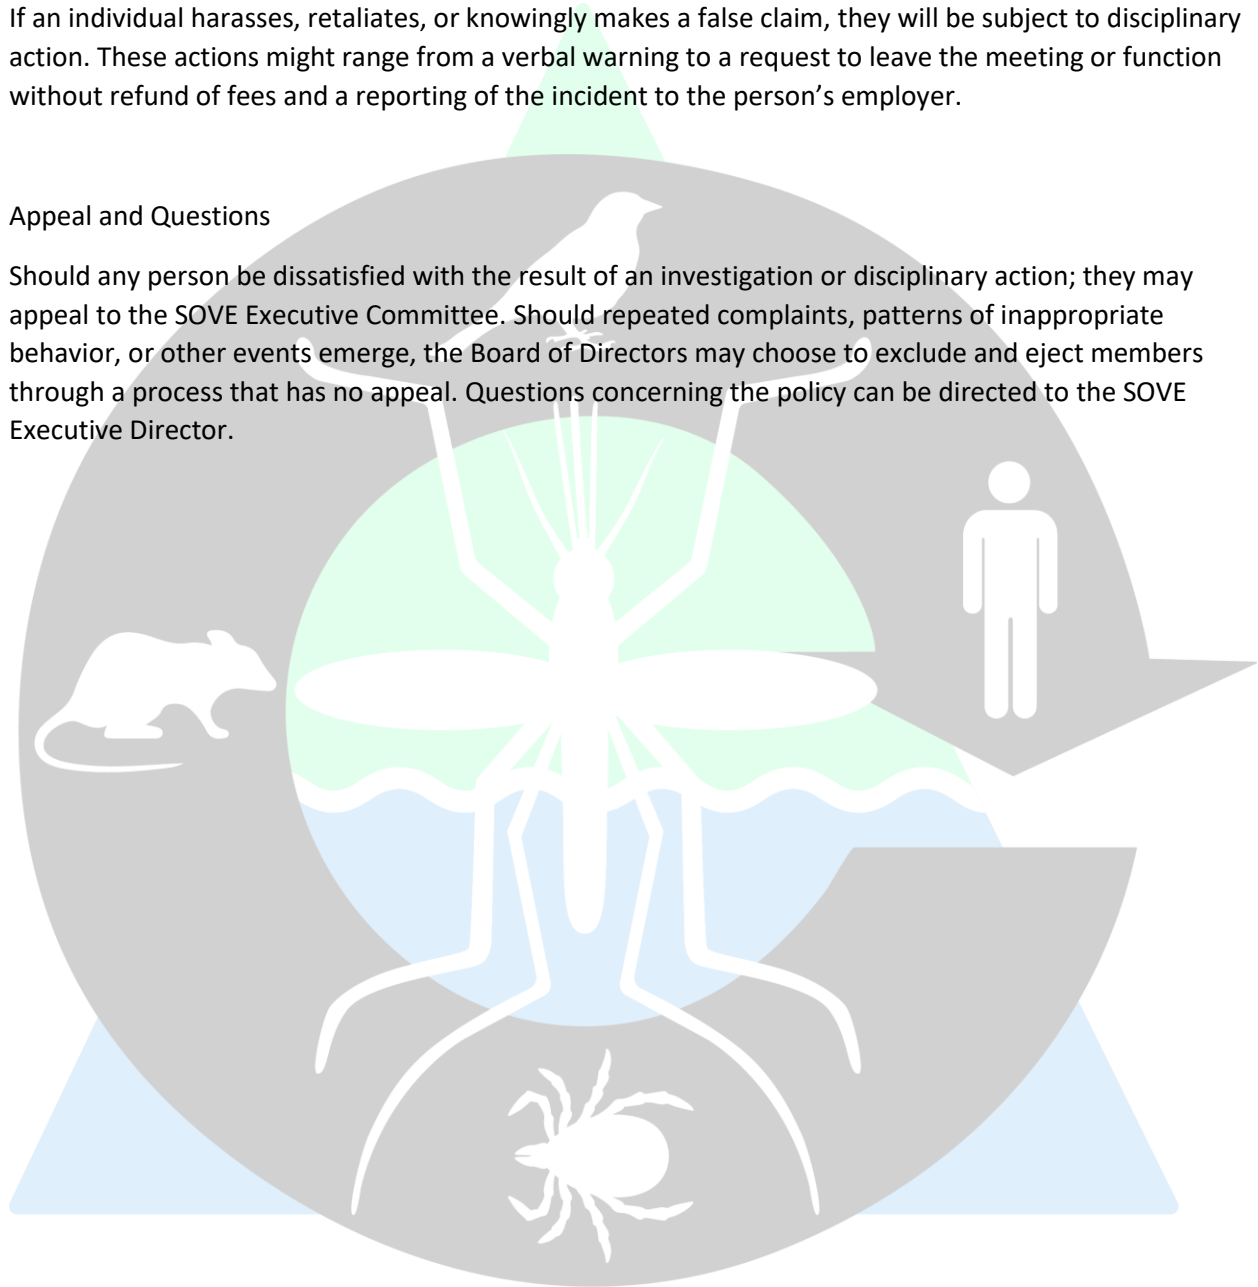 If an individual harasses, retaliates, or knowingly makes a false claim, they will be subject to disciplinary
action. These actions might range from a verbal warning to a request to leave the meeting or function
without refund of fees and a reporting of the incident to the person’s employer.
Appeal and Questions
Should any person be dissatisfied with the result of an investigation or disciplinary action; they may
appeal to the SOVE Executive Committee. Should repeated complaints, patterns of inappropriate
behavior, or other events emerge, the Board of Directors may choose to exclude and eject members
through a process that has no appeal. Questions concerning the policy can be directed to the SOVE
Executive Director.